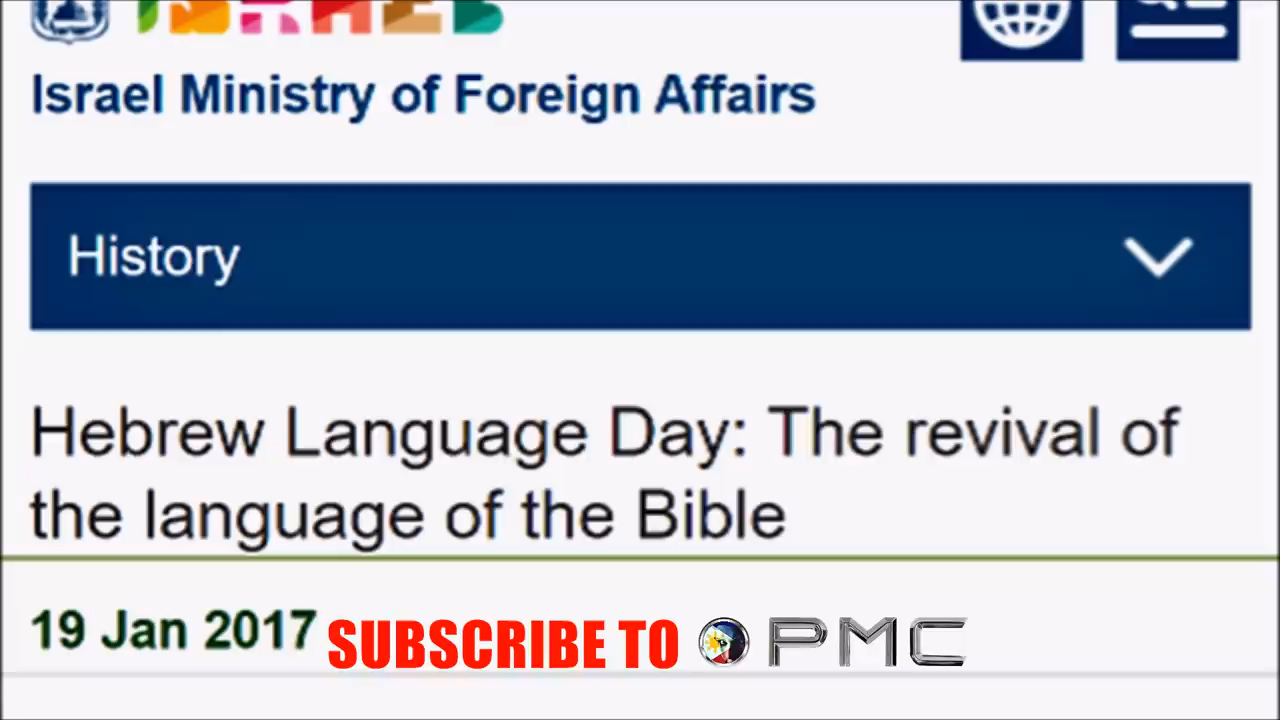 ISRAEL
Israel Ministry of Foreign Affairs
History
Hebrew Language Day: The revival of
the language of the Bible
19 Jan 2017
SUBSCRIBE TO PMC